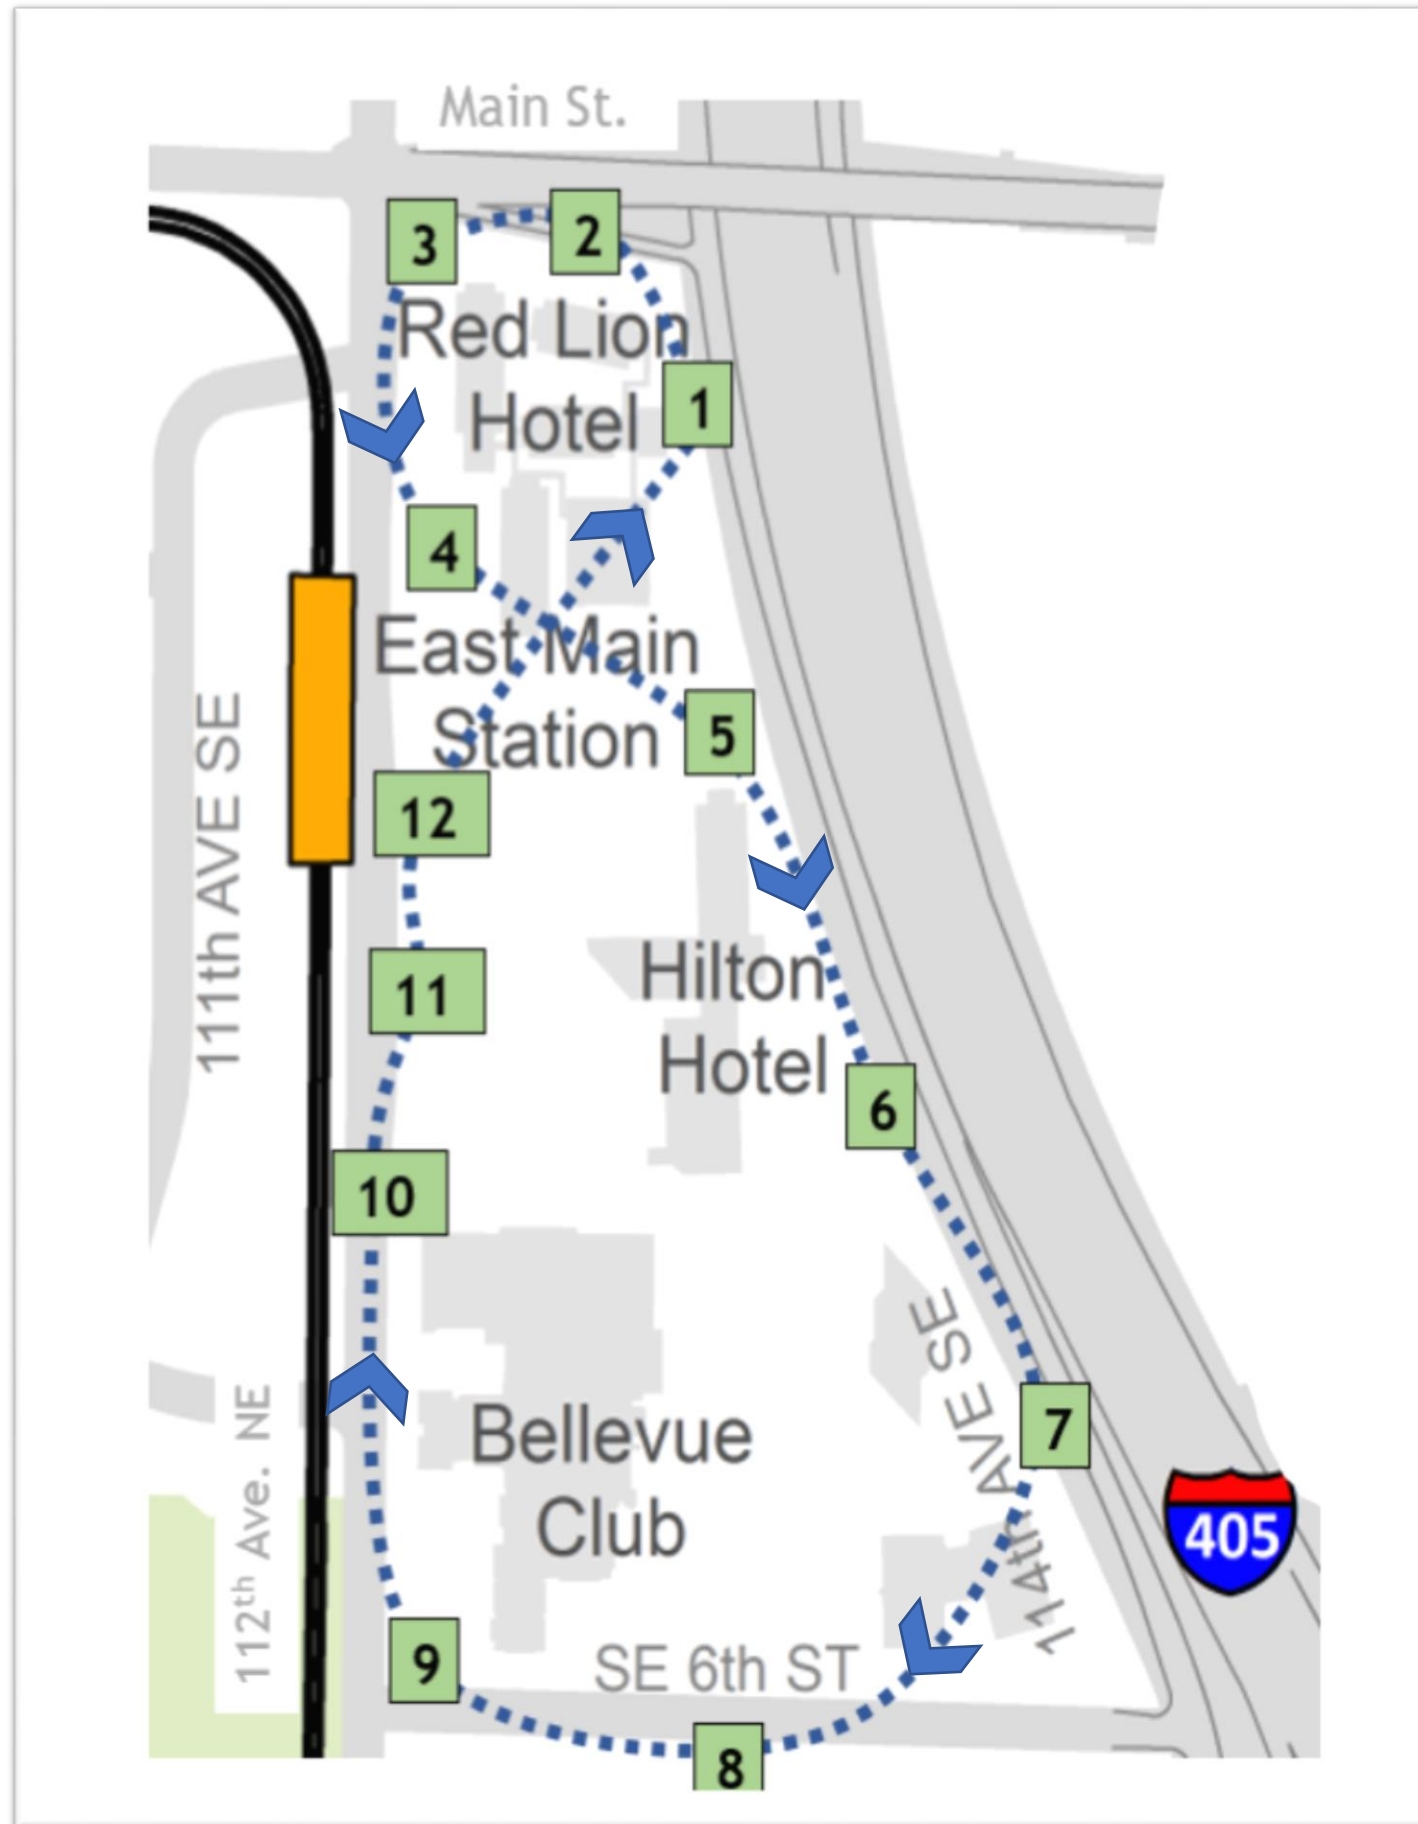 Main St.
2
3
Red Lion
1
Hotel
4
East Main
5
Station
12
111th AVE SE
Hilton
11
Hotel
6
10
114th AVE SE
7
Bellevue
Club
405
112th Ave. NE
9
SE 6th ST
8